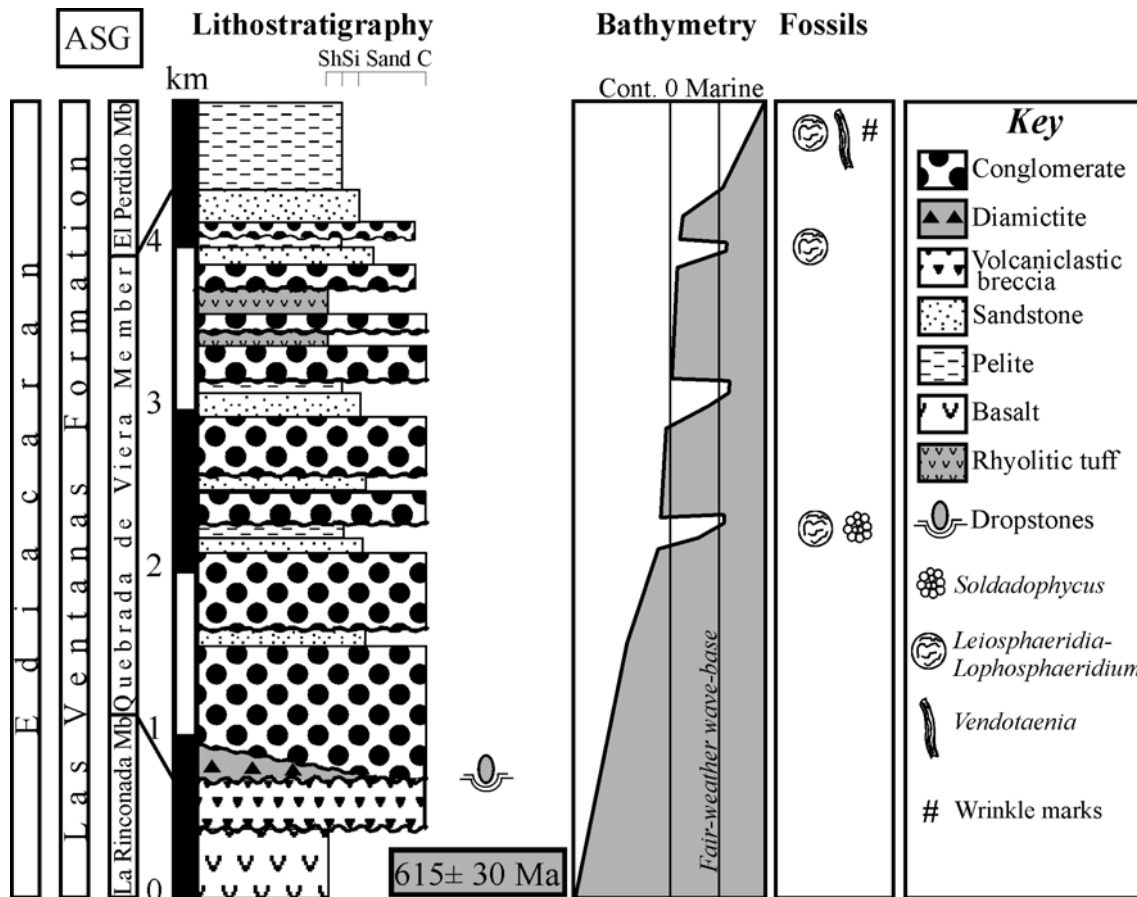 ASG
Lithostratigraphy
ShSi Sand C
km
4
3
2
1
0
Ediacaran
Las Ventanas Formation
El Perdido Mb
Quebrada de Viera Member
La Rinconada Mb
615± 30 Ma
Bathymetry
Cont. 0 Marine
Fair-weather wave-base
Fossils
#
Key
Conglomerate
Diamictite
Volcaniclastic
breccia
Sandstone
Pelite
Basalt
Rhyolitic tuff
Dropstones
Soldadophycus
Leiosphaeridia-
Lophosphaeridium
Vendotaenia
# Wrinkle marks